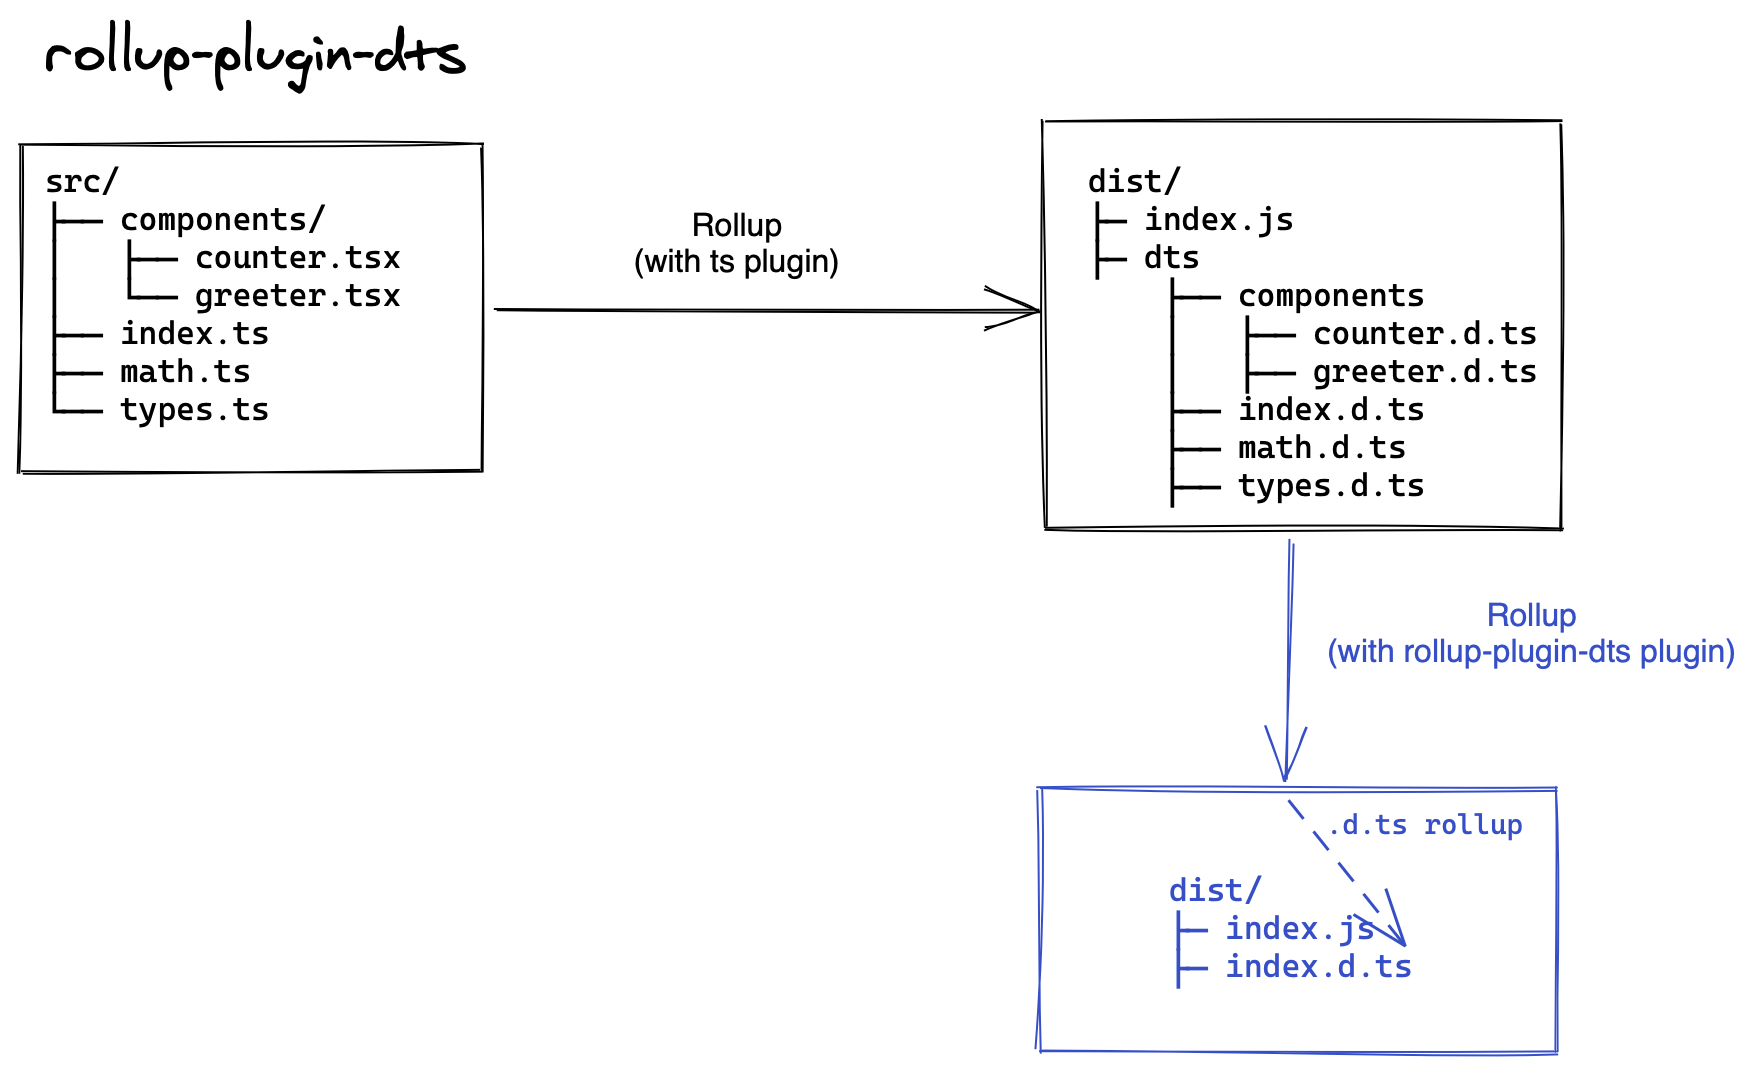 rollup-plugin-dts
src/
components/
counter.tsx
greeter.tsx
index.ts
math.ts
types.ts
Rollup
(with ts plugin)
dist/
index.js
dts
components
counter.d.ts
greeter.d.ts
index.d.ts
math.d.ts
types.d.ts
Rollup
(with rollup-plugin-dts plugin)
.d.ts rollup
dist/
index.js
index.d.ts